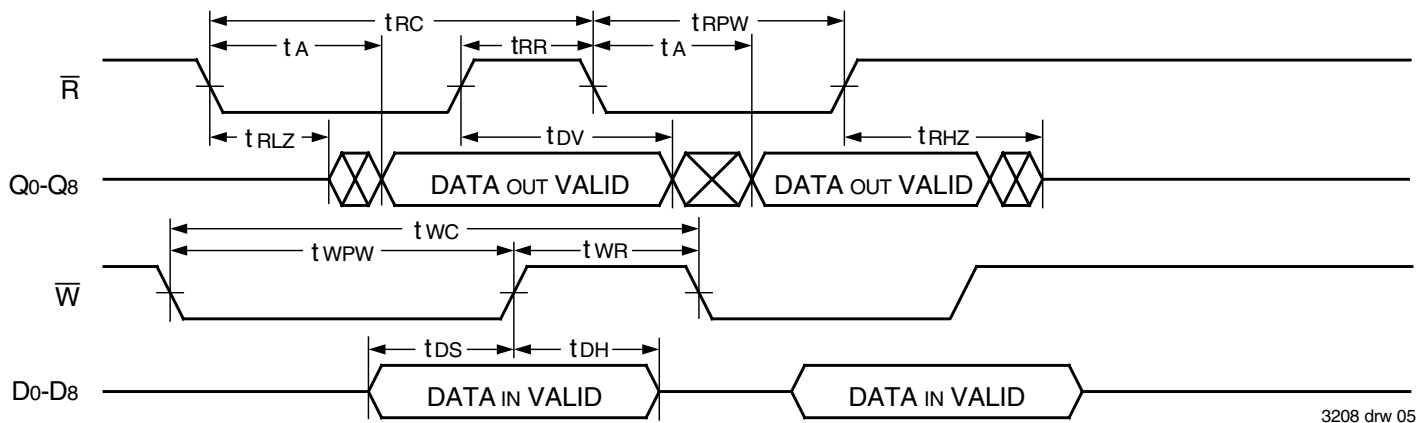 tRC tRPW
tA tRR tA
R̅
tRLZ tDV tRHZ
Q0-Q8 DATA OUT VALID DATA OUT VALID
tWC
tWPW tWR
W̅
tDS tDH
D0-D8 DATA IN VALID DATA IN VALID
3208 drw 05